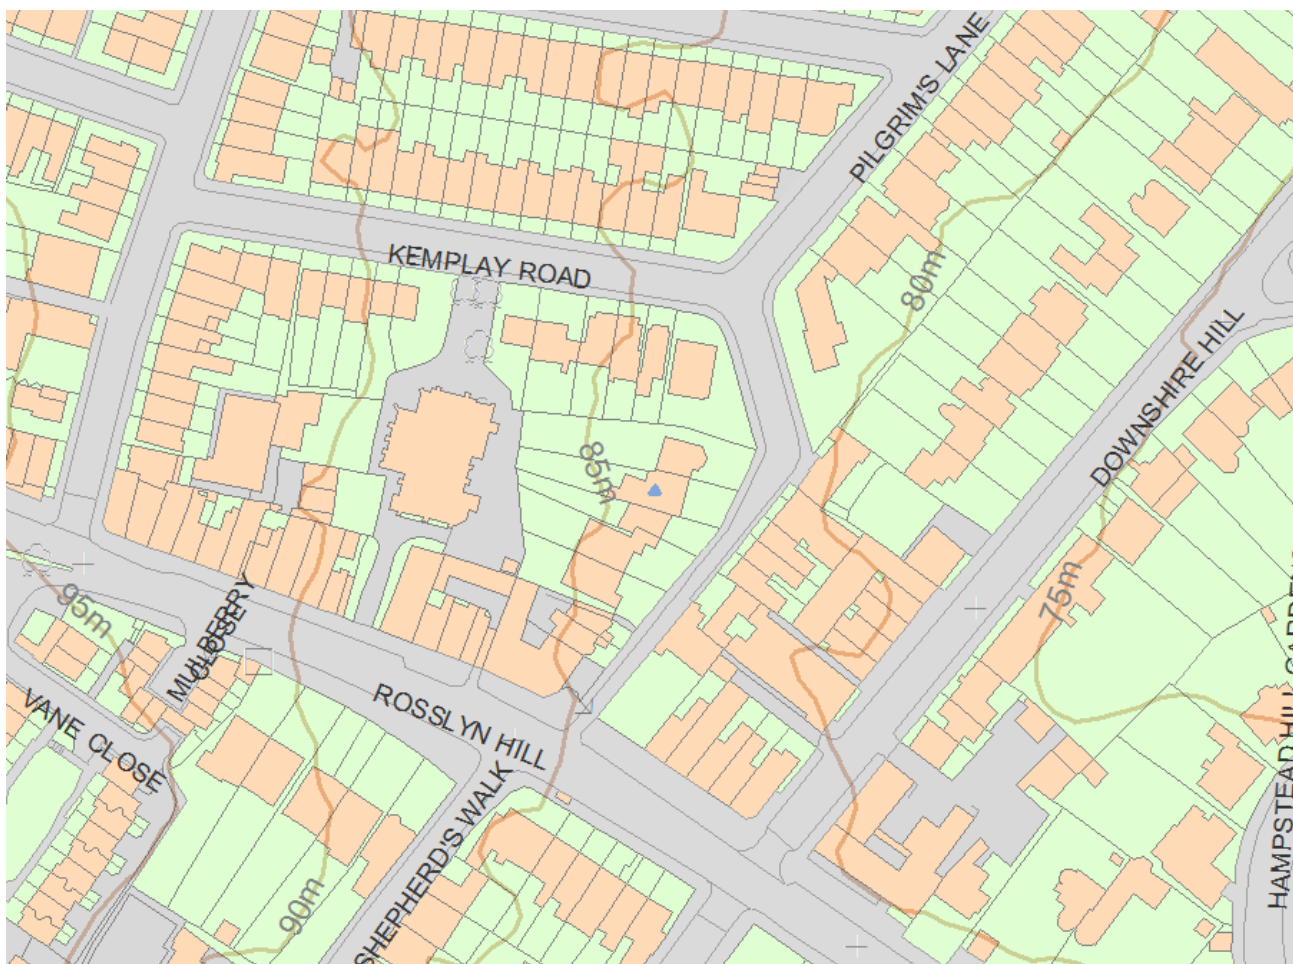 PILGRIM'S LANE
KEMPLAY ROAD
80m
DOWNSHIRE HILL
85m
95m
MULBERRY
CLOSE
75m
ROSSLYN HILL
VANE CLOSE
SHEPHERD'S WALK
90m
HAMPSTEAD HILL GARDENS